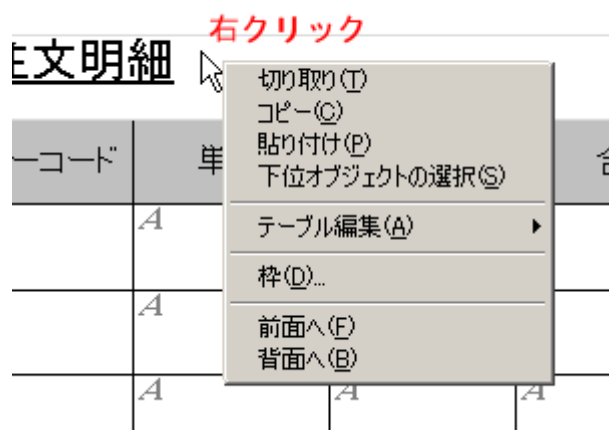 右クリック
注文明細
切り取り(T)
コピー(C)
貼り付け(P)
下位オブジェクトの選択(S)
ーコード 単 合
テーブル編集(A)
枠(D)...
前面へ(F)
背面へ(B)
A
A
A A A